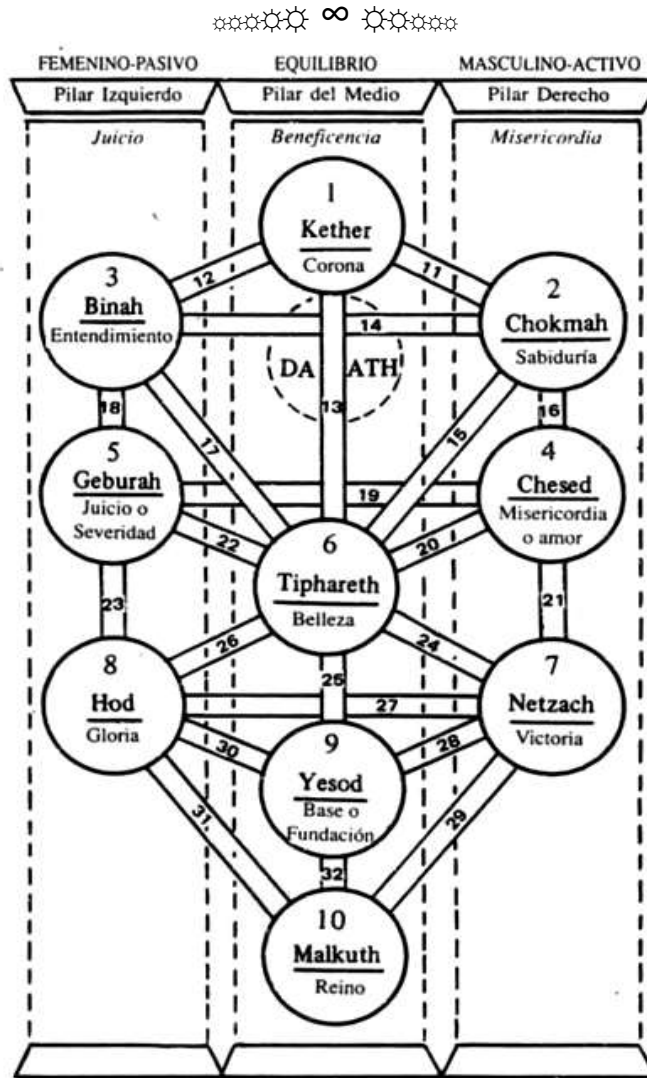 ∞
FEMENINO-PASIVO EQUILIBRIO MASCULINO-ACTIVO
Pilar Izquierdo Pilar del Medio Pilar Derecho
Juicio Beneficencia Misericordia
1
Kether
Corona
12
11
3
Binah
Entendimiento
2
Chokmah
Sabiduría
14
DA ATH
13
18
17
15
16
5
Geburah
Juicio o
Severidad
4
Chesed
Misericordia
o amor
19
22
20
6
Tiphareth
Belleza
23
21
26
24
25
8
Hod
Gloria
7
Netzach
Victoria
27
30
28
9
Yesod
Base o
Fundación
31
29
32
10
Malkuth
Reino